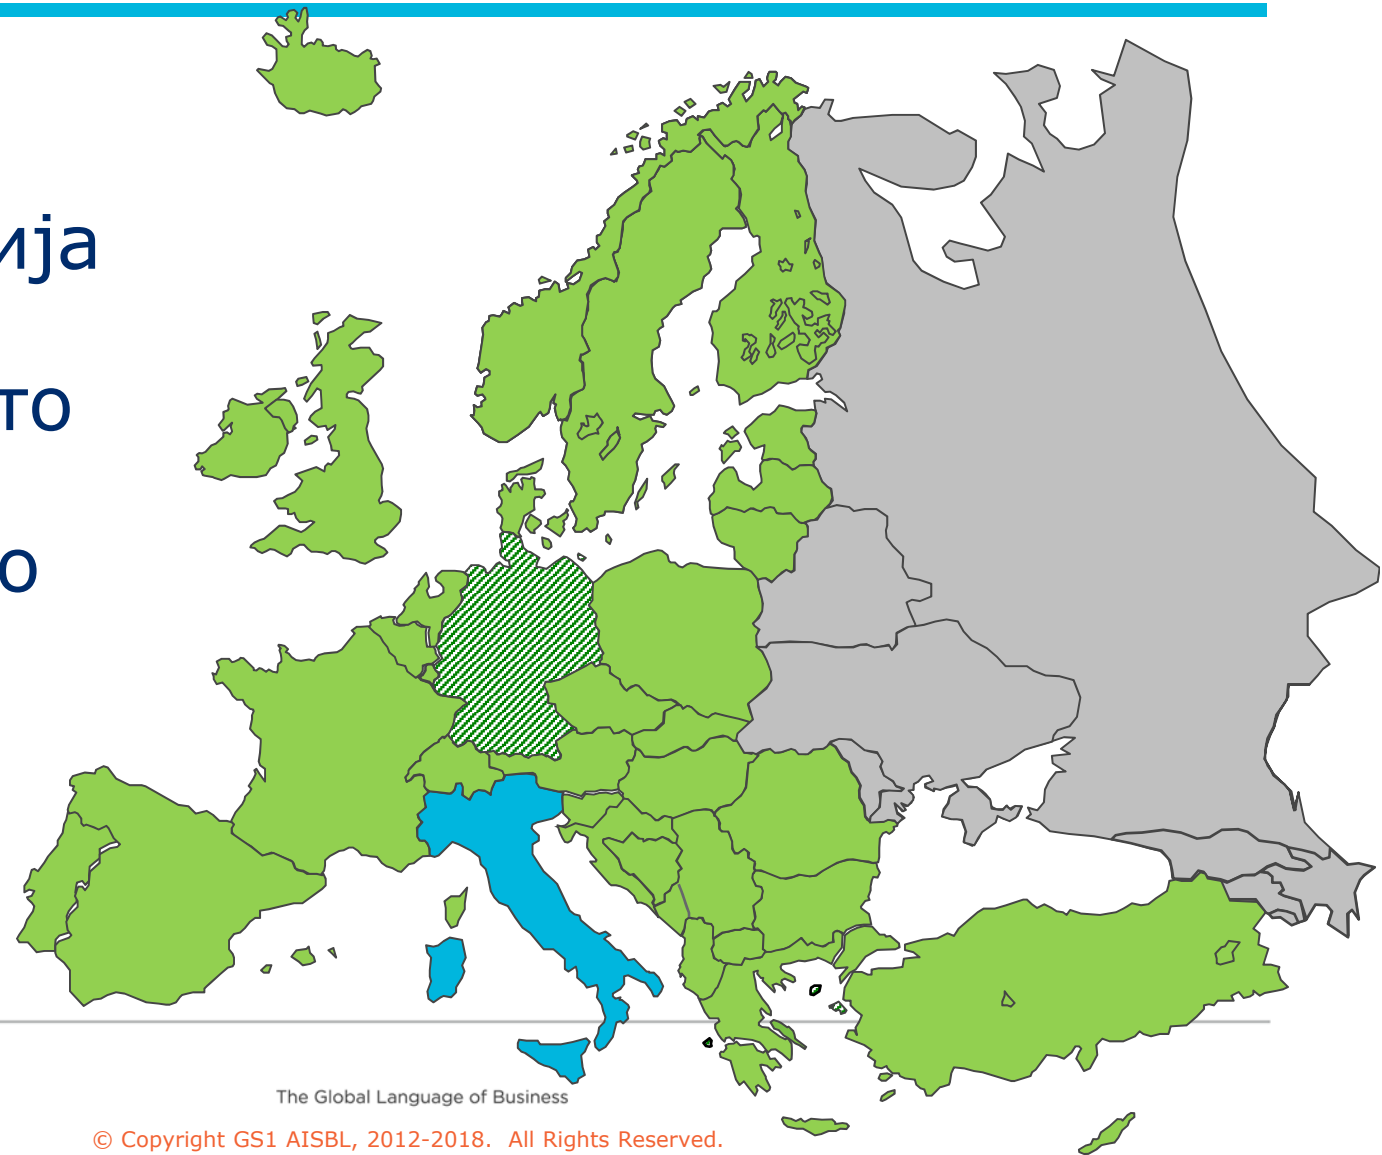 ија
то
о
The Global Language of Business
© Copyright GS1 AISBL, 2012-2018. All Rights Reserved.